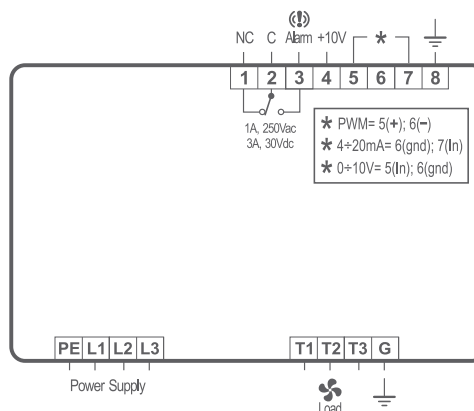 NC C Alarm +10V *
1 2 3 4 5 6 7 8
1A, 250Vac
3A, 30Vdc
* PWM= 5(+); 6(−)
* 4÷20mA= 6(gnd); 7(In)
* 0÷10V= 5(In); 6(gnd)
PE L1 L2 L3 T1 T2 T3 G
Power Supply
Load